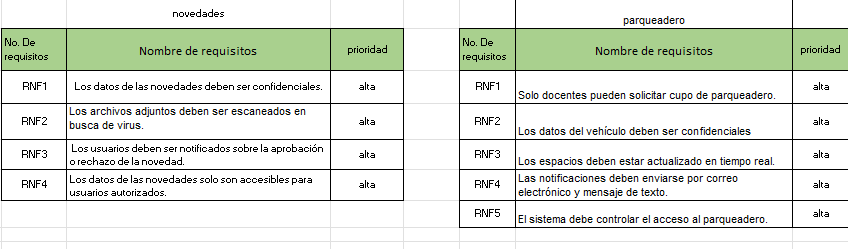 novedades
No. De
requisitos
Nombre de requisitos
prioridad
RNF1
Los datos de las novedades deben ser confidenciales.
alta
RNF2
Los archivos adjuntos deben ser escaneados en
busca de virus.
alta
RNF3
Los usuarios deben ser notificados sobre la aprobación
o rechazo de la novedad.
alta
RNF4
Los datos de las novedades solo son accesibles para
usuarios autorizados.
alta
parqueadero
No. De
requisitos
Nombre de requisitos
prioridad
RNF1
Solo docentes pueden solicitar cupo de parqueadero.
alta
RNF2
Los datos del vehículo deben ser confidenciales
alta
RNF3
Los espacios deben estar actualizado en tiempo real.
alta
RNF4
Las notificaciones deben enviarse por correo
electrónico y mensaje de texto.
alta
RNF5
El sistema debe controlar el acceso al parqueadero.
alta